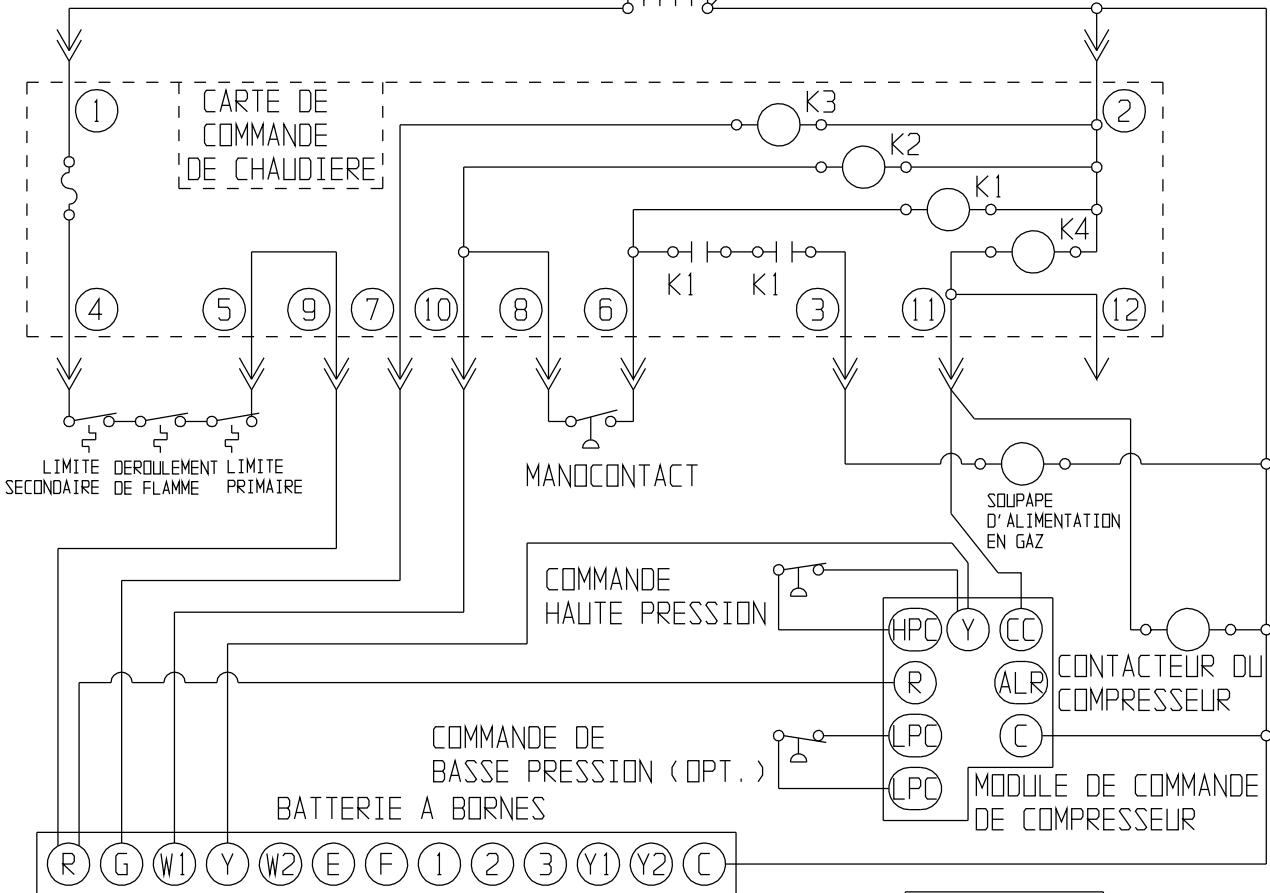 1
CARTE DE
COMMANDE
DE CHAUDIERE
K3
2
K2
K1
K4
K1
K1
4
5
9
7
10
8
6
3
11
12
LIMITE
SECONDAIRE
DEROULEMENT
DE FLAMME
LIMITE
PRIMAIRE
MANOCONTACT
SOUPAPE
D'ALIMENTATION
EN GAZ
COMMANDE
HAUTE PRESSION
HPC
Y
CC
R
ALR
CONTACTEUR DU
COMPRESSEUR
COMMANDE DE
BASSE PRESSION (OPT.)
LPC
C
LPC
MODULE DE COMMANDE
DE COMPRESSEUR
BATTERIE A BORNES
R
G
W1
Y
W2
E
F
1
2
3
Y1
Y2
C